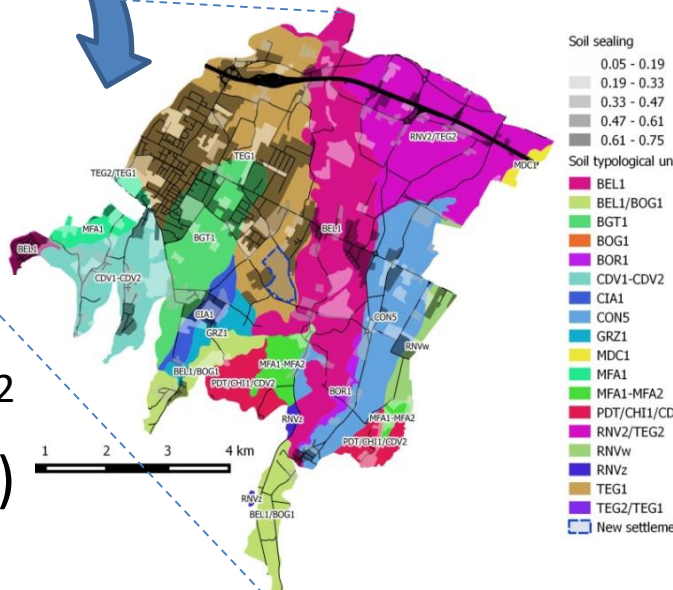 Soil sealing
0.05 - 0.19
0.19 - 0.33
0.33 - 0.47
0.47 - 0.61
0.61 - 0.75
Soil typological un
BEL1
BEL1/BOG1
BGT1
BOG1
BOR1
CDV1-CDV2
CIA1
CON5
GRZ1
MDC1
MFA1
MFA1-MFA2
PDT/CHI1/CD
RNV2/TEG2
RNVw
RNVz
TEG1
TEG2/TEG1
New settleme
RNV2/TEG2
TEG1
MDC1
TEG2/TEG1
MFA1
BEL1
BGT1
BEL1
CDV1-CDV2
CIA1
CON5
GRZ1
RNVw
MFA1-MFA2
BEL1/BOG1
PDT/CHI1/CDV2
BOR1
RNVz
MFA1-MFA2
PDT/CHI1/CDV2
2
)
1 2 3 4 km
RNVz
BEL1/BOG1